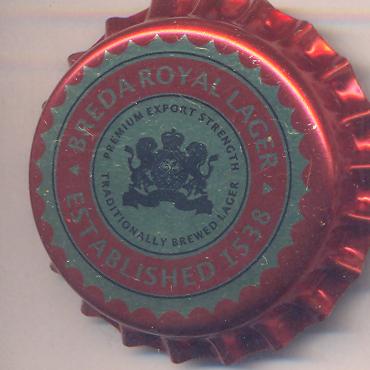 BREDA ROYAL LAGER
ESTABLISHED 1538
PREMIUM EXPORT STRENGTH
TRADITIONALLY BREWED LAGER